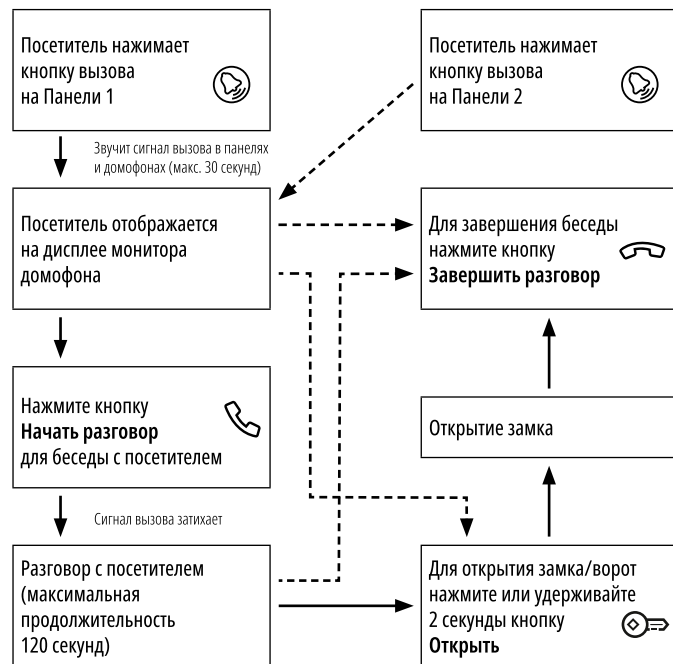 Посетитель нажимает
кнопку вызова
на Панели 1
Посетитель нажимает
кнопку вызова
на Панели 2
Звучит сигнал вызова в панелях
и домофонах (макс. 30 секунд)
Посетитель отображается
на дисплее монитора
домофона
Для завершения беседы
нажмите кнопку
Завершить разговор
Нажмите кнопку
Начать разговор
для беседы с посетителем
Открытие замка
Сигнал вызова затихает
Разговор с посетителем
(максимальная
продолжительность
120 секунд)
Для открытия замка/ворот
нажмите или удерживайте
2 секунды кнопку
Открыть